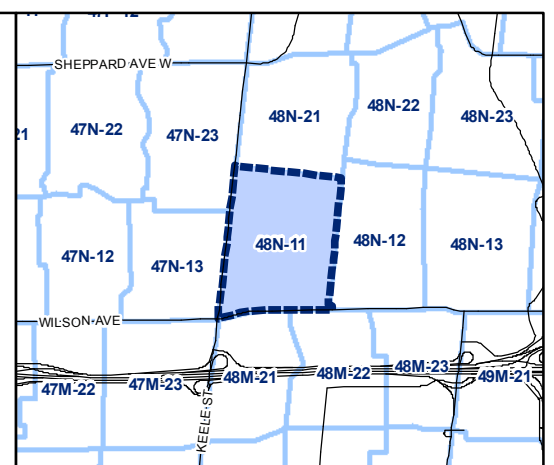 SHEPPARD AVE W
48N-21
48N-22
48N-23
21
47N-22
47N-23
48N-11
48N-12
48N-13
47N-12
47N-13
WILSON AVE
47M-22
47M-23
48M-21
48M-22
48M-23
49M-21
KEELE ST